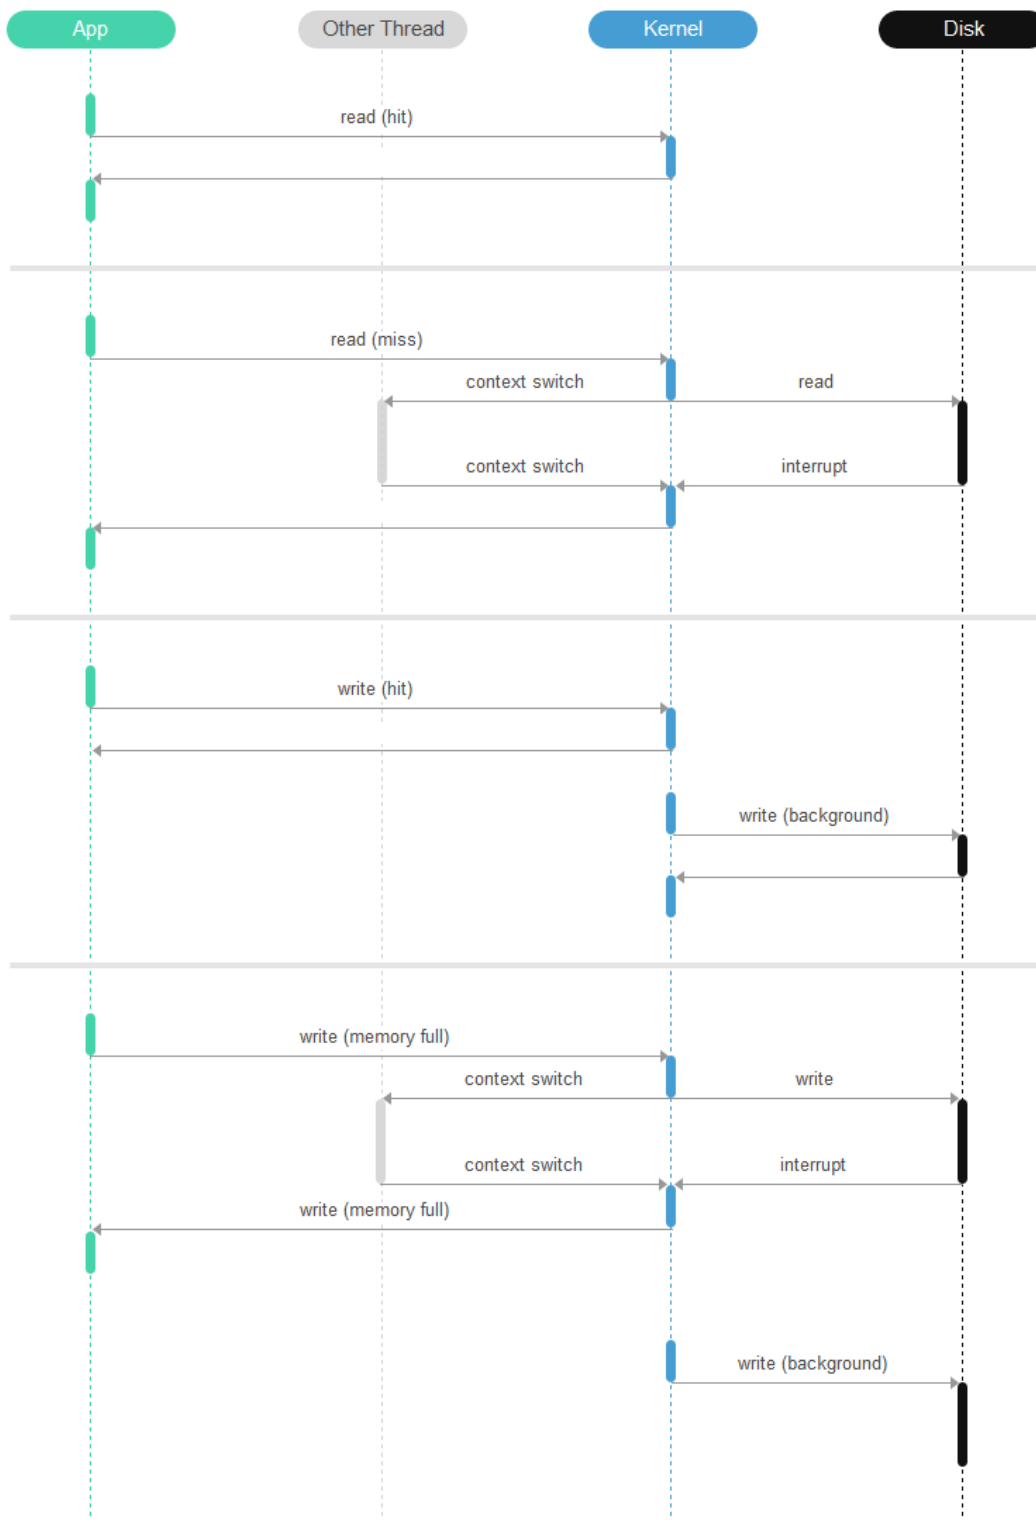 App
Other Thread
Kernel
Disk
read (hit)
read (miss)
context switch
read
context switch
interrupt
write (hit)
write (background)
write (memory full)
context switch
write
context switch
interrupt
write (memory full)
write (background)